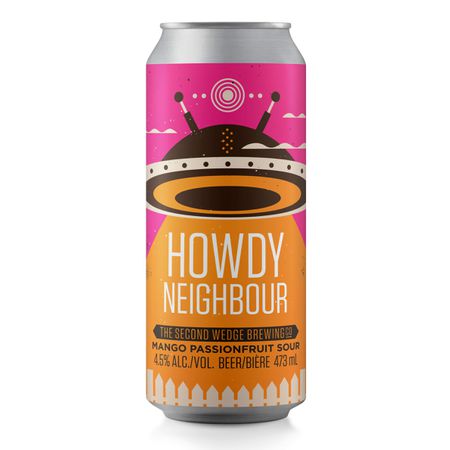 HOWDY
NEIGHBOUR
THE SECOND WEDGE BREWING CO
MANGO PASSIONFRUIT SOUR
4.5% ALC./VOL. BEER/BIÈRE 473 mL